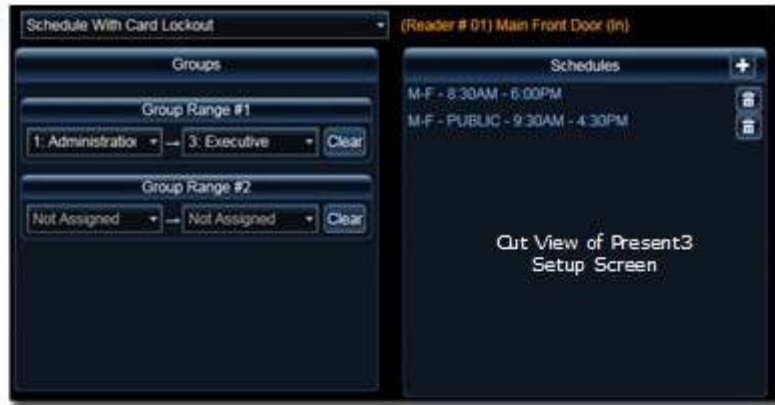 Schedule With Card Lockout
(Reader # 01) Main Front Door (In)
Groups
Group Range #1
1: Administratio → 3: Executive Clear
Group Range #2
Not Assigned → Not Assigned Clear
Schedules +
M-F - 8:30AM - 6:00PM
M-F - PUBLIC - 9:30AM - 4:30PM
Cut View of Present3
Setup Screen